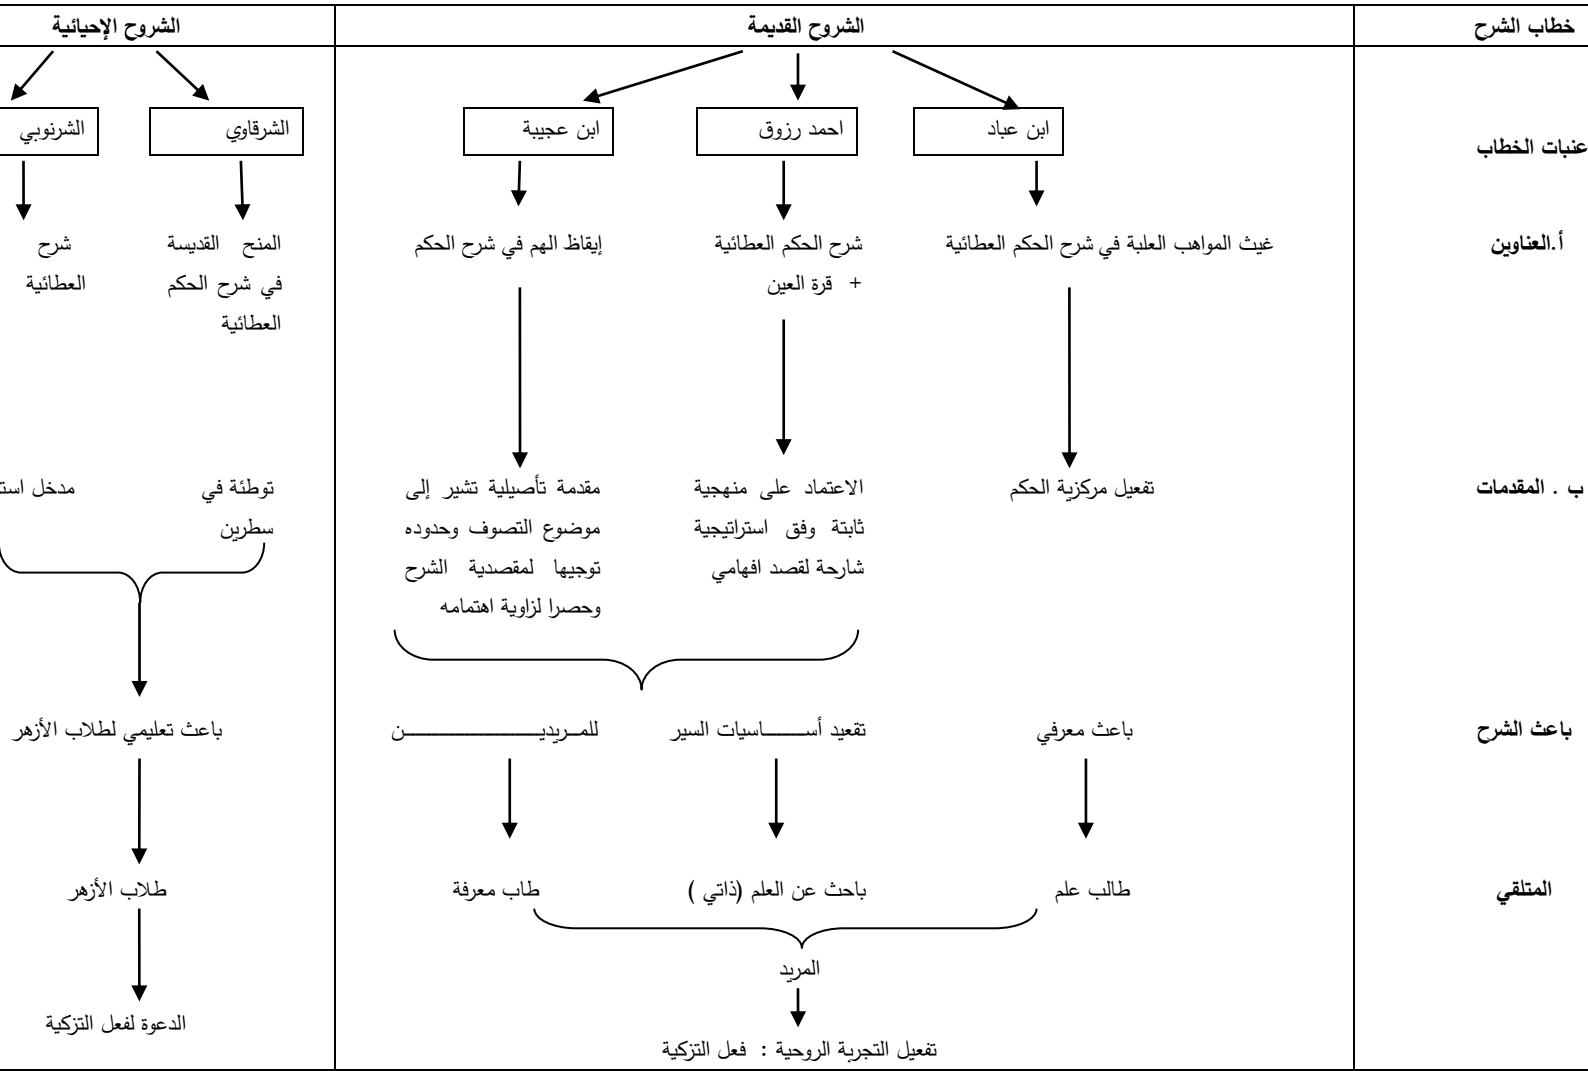 خطاب الشرح
الشروح القديمة
الشروح الإحيائية
عنبات الخطاب
ابن عباد
احمد رزوق
ابن عجيبة
الشرقاوي
الشرنوبي
أ.العناوين
غيث المواهب العلبة في شرح الحكم العطائية
شرح الحكم العطائية
+ قرة العين
إيقاظ الهم في شرح الحكم
المنح القديسة
في شرح الحكم
العطائية
شرح
العطائية
ب . المقدمات
تفعيل مركزية الحكم
الاعتماد على منهجية
ثابتة وفق استراتيجية
شارحة لقصد افهامي
مقدمة تأصيلية تشير إلى
موضوع التصوف وحدوده
توجيها لمقصدية الشرح
وحصرا لزاوية اهتمامه
توطئة في
سطرين
مدخل
باعث الشرح
باعث معرفي
تقعيد أســـــاسيات السير
للمــريديـــــــــــــــــــــن
باعث تعليمي لطلاب الأزهر
المتلقي
طالب علم
باحث عن العلم (ذاتي )
طاب معرفة
طلاب الأزهر
المريد
الدعوة لفعل التزكية
تفعيل التجربة الروحية : فعل التزكية